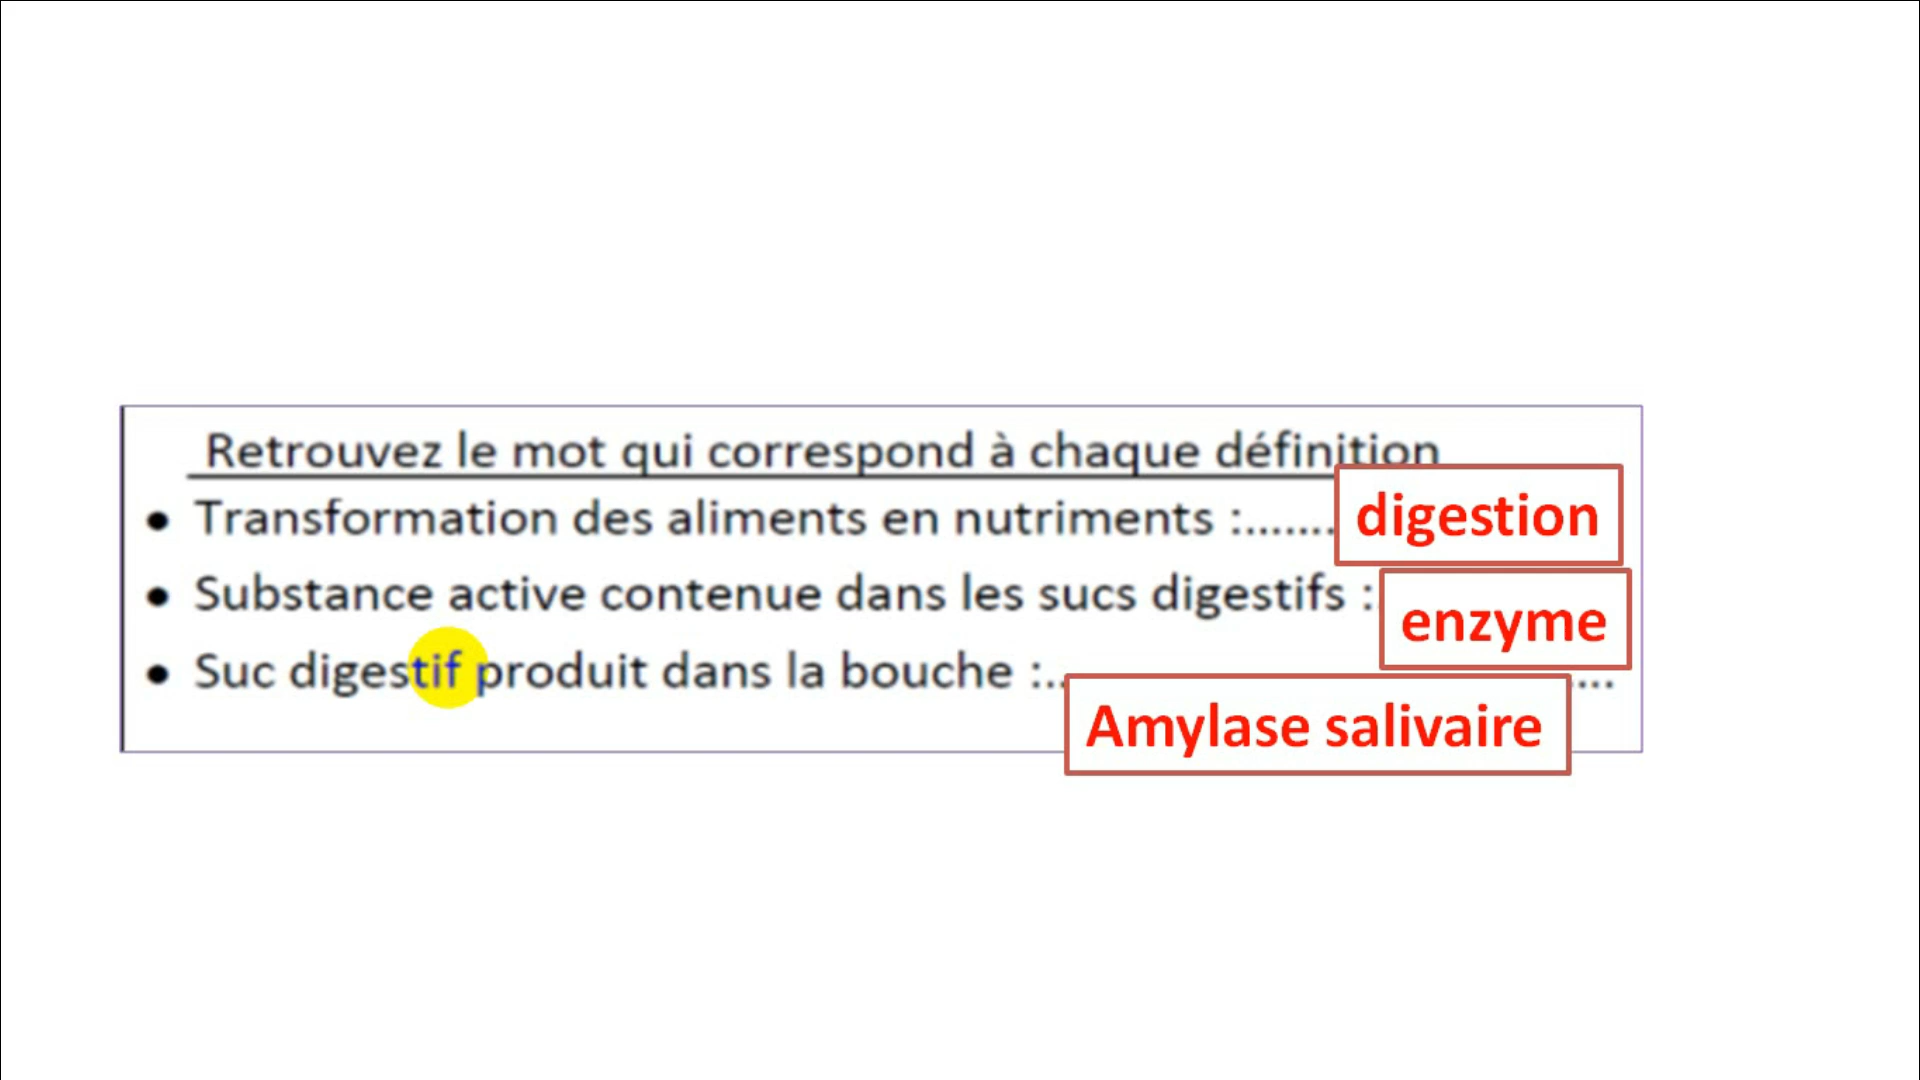 Retrouvez le mot qui correspond à chaque définition
• Transformation des aliments en nutriments :....... digestion
• Substance active contenue dans les sucs digestifs : enzyme
• Suc digestif produit dans la bouche :.. ...
Amylase salivaire